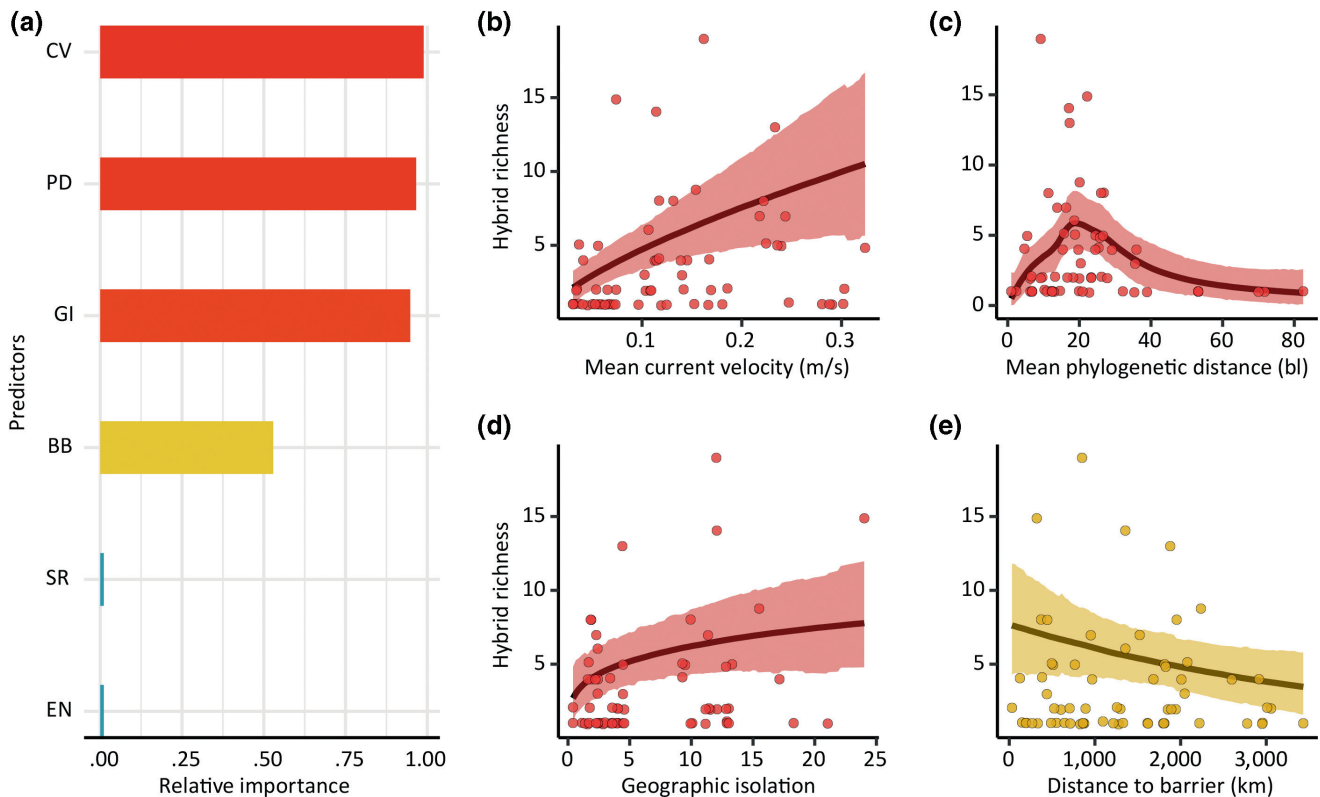 (a)
Predictors
CV
PD
GI
BB
SR
EN
.00 .25 .50 .75 1.00
Relative importance
(b)
Hybrid richness
15
10
5
0.1 0.2 0.3
Mean current velocity (m/s)
(c)
15
10
5
0
0 20 40 60 80
Mean phylogenetic distance (bl)
(d)
Hybrid richness
15
10
5
0 5 10 15 20 25
Geographic isolation
(e)
15
10
5
0 1,000 2,000 3,000
Distance to barrier (km)